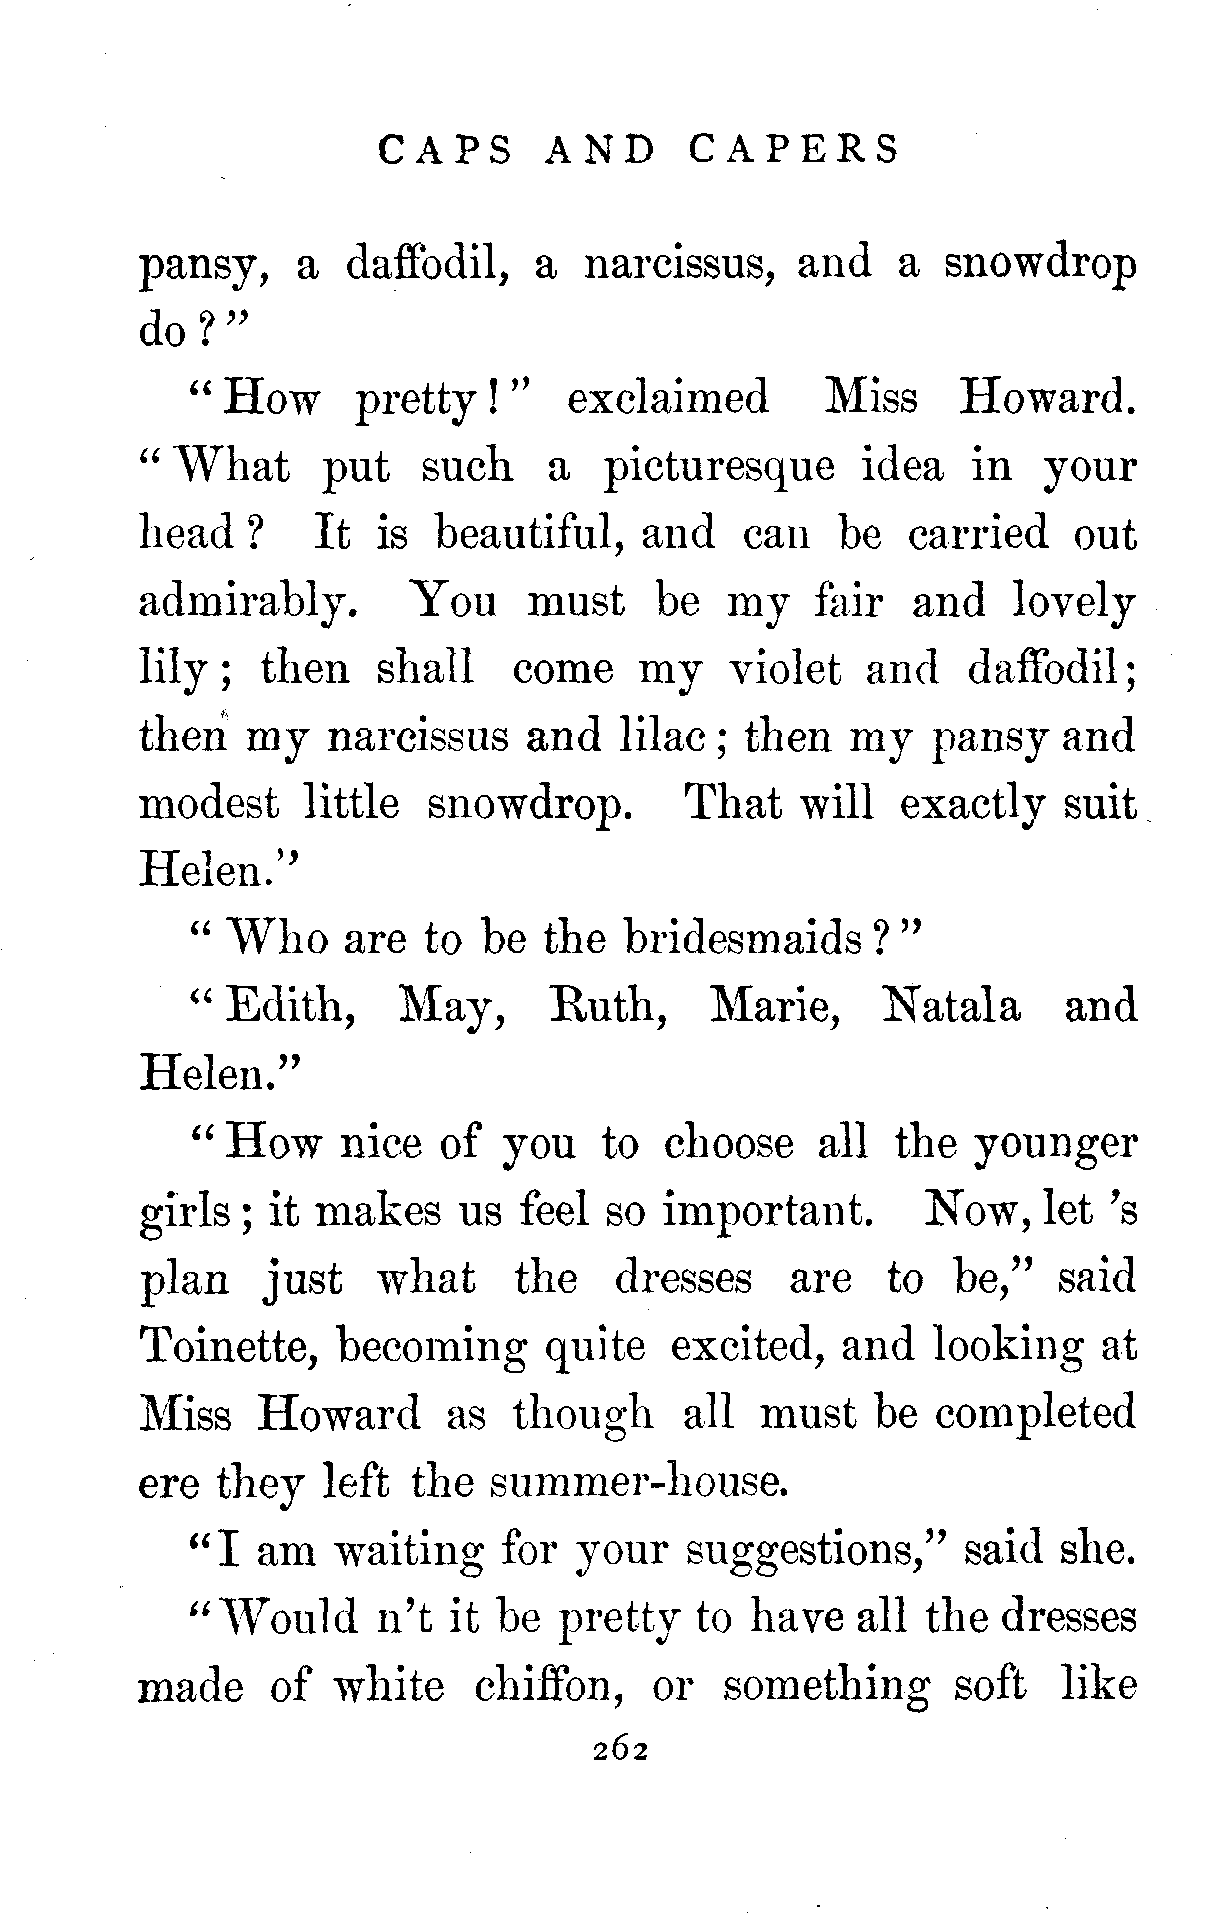 CAPS AND CAPERS
pansy, a daffodil, a narcissus, and a snowdrop
do?"
"How pretty!" exclaimed Miss Howard.
"What put such a picturesque idea in your
head? It is beautiful, and can be carried out
admirably. You must be my fair and lovely
lily; then shall come my violet and daffodil;
then my narcissus and lilac; then my pansy and
modest little snowdrop. That will exactly suit
Helen."
"Who are to be the bridesmaids?"
"Edith, May, Ruth, Marie, Natala and
Helen."
"How nice of you to choose all the younger
girls; it makes us feel so important. Now, let 's
plan just what the dresses are to be," said
Toinette, becoming quite excited, and looking at
Miss Howard as though all must be completed
ere they left the summer-house.
"I am waiting for your suggestions," said she.
"Would n't it be pretty to have all the dresses
made of white chiffon, or something soft like
262